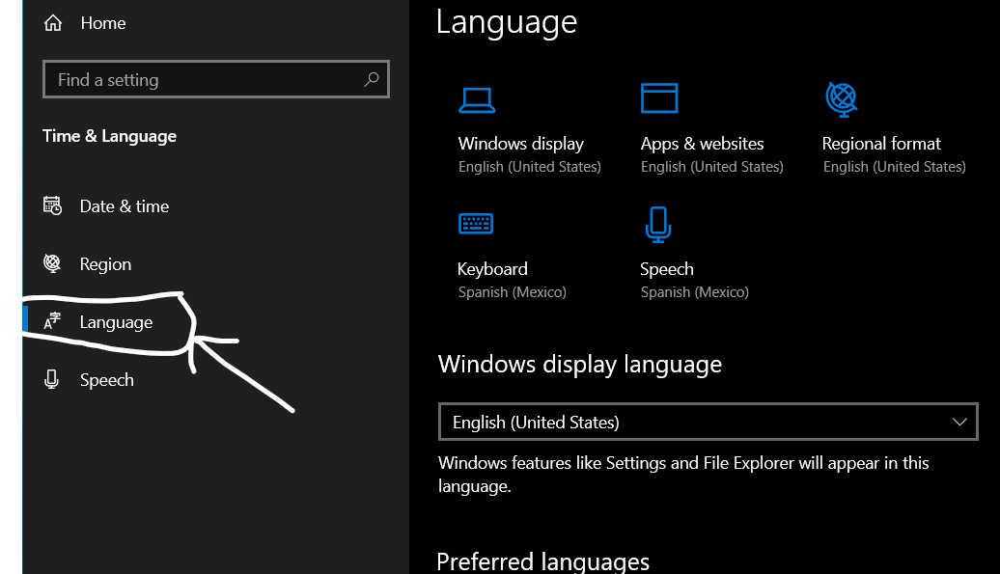 Home
Find a setting
Time & Language
Date & time
Region
Language
Speech
Language
Windows display
English (United States)
Apps & websites
English (United States)
Regional format
English (United States)
Keyboard
Spanish (Mexico)
Speech
Spanish (Mexico)
Windows display language
English (United States)
Windows features like Settings and File Explorer will appear in this
language.
Preferred languages